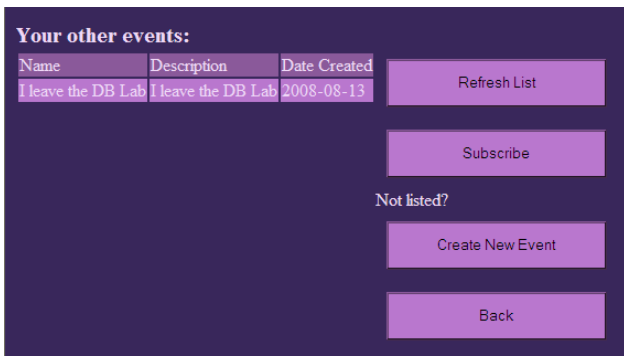 Your other events:
Name Description Date Created
I leave the DB Lab I leave the DB Lab 2008-08-13
Refresh List
Subscribe
Not listed?
Create New Event
Back